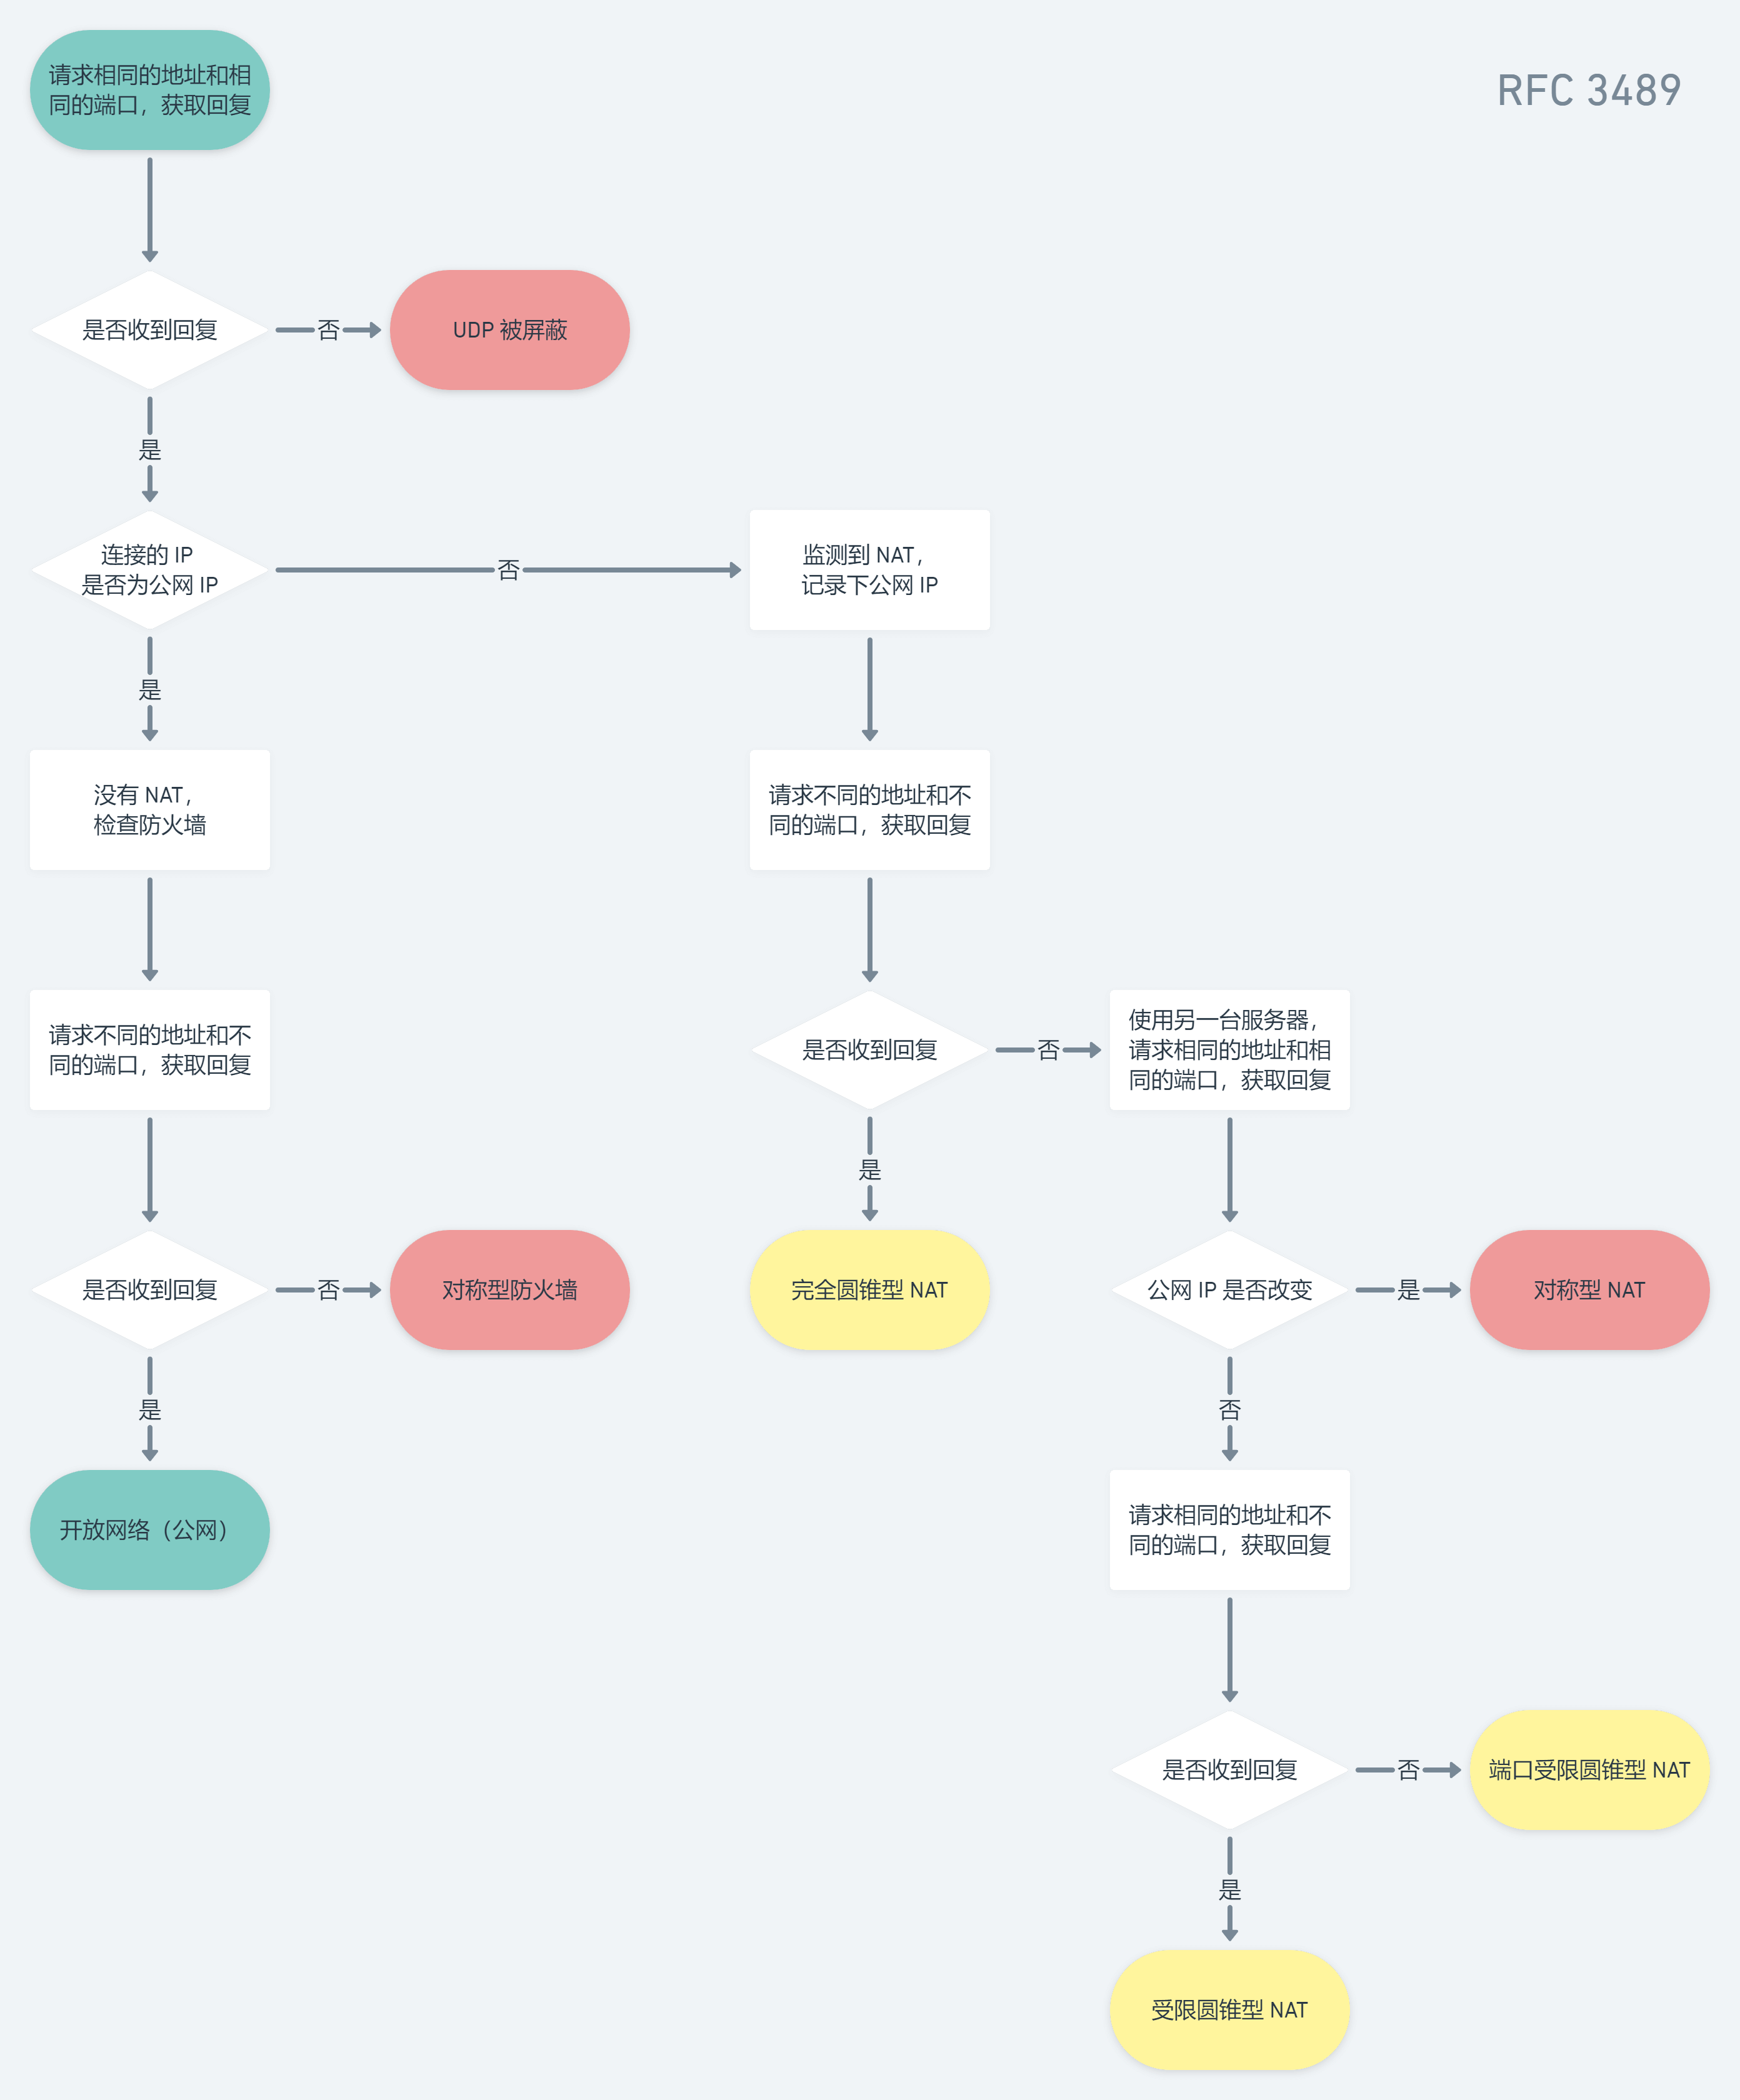 请求相同的地址和相
同的端口，获取回复
RFC 3489
是否收到回复
否
UDP 被屏蔽
是
连接的 IP
是否为公网 IP
否
监测到 NAT，
记录下公网 IP
是
没有 NAT，
检查防火墙
请求不同的地址和不
同的端口，获取回复
请求不同的地址和不
同的端口，获取回复
是否收到回复
否
使用另一台服务器，
请求相同的地址和相
同的端口，获取回复
是
是否收到回复
否
对称型防火墙
完全圆锥型 NAT
公网 IP 是否改变
是
对称型 NAT
是
否
开放网络（公网）
请求相同的地址和不
同的端口，获取回复
是否收到回复
否
端口受限圆锥型 NAT
是
受限圆锥型 NAT